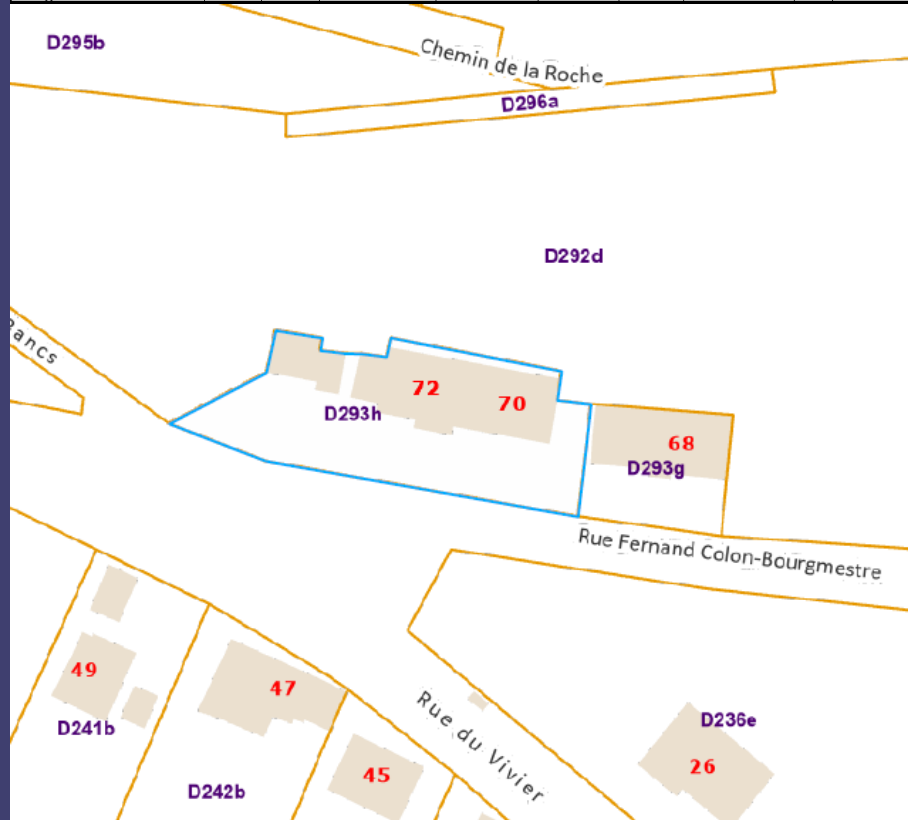 D295b
Chemin de la Roche
D296a
D292d
72
70
D293h
68
D293g
Rue Fernand Colon-Bourgmestre
49
47
D241b
Rue du Vivier
D236e
26
45
D242b